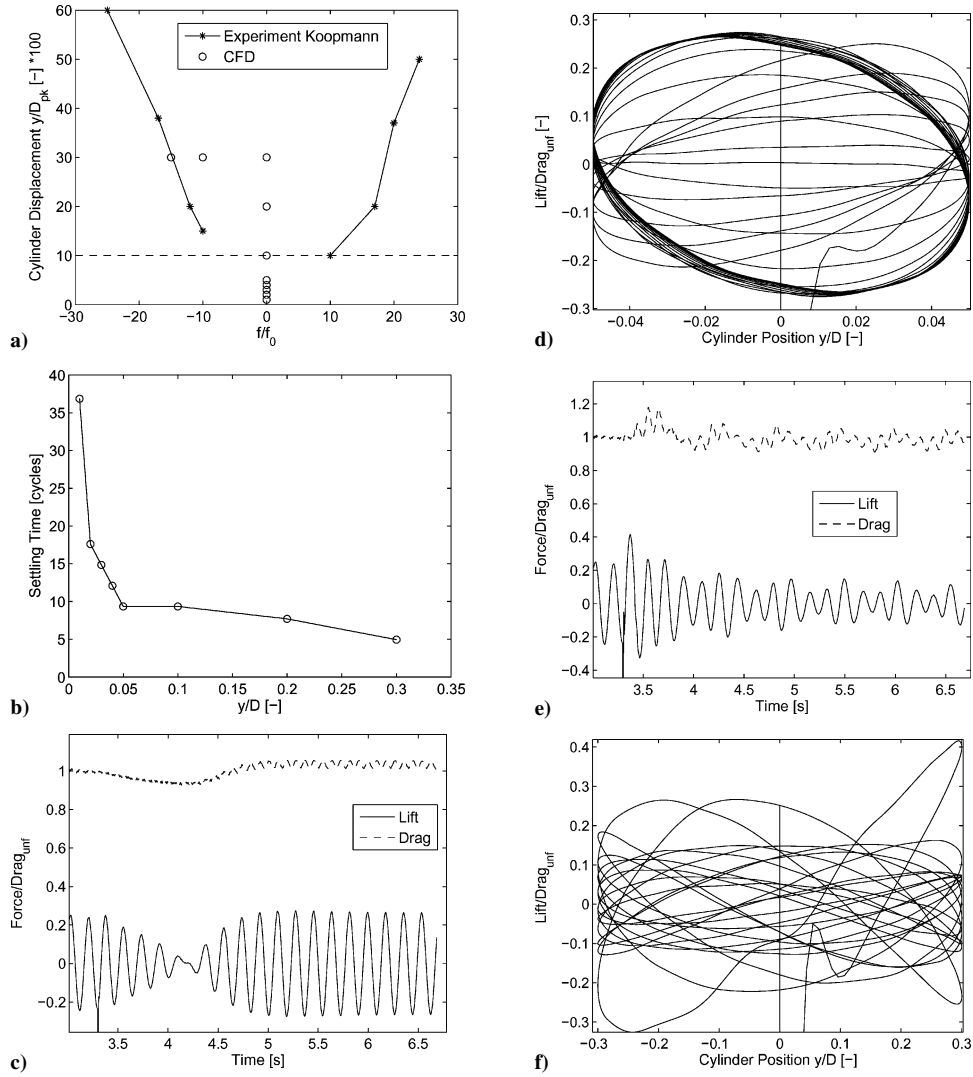 60
50
40
30
20
10
0
Cylinder Displacement y/D_pk [−] *100
Experiment Koopmann
CFD
−30 −20 −10 0 10 20 30
f/f_0
a)
0.3
0.2
0.1
0
−0.1
−0.2
−0.3
Lift/Drag_unf [−]
−0.04 −0.02 0 0.02 0.04
Cylinder Position y/D [−]
d)
40
35
30
25
20
15
10
5
0
Settling Time [cycles]
0 0.05 0.1 0.15 0.2 0.25 0.3 0.35
y/D [−]
b)
1.2
1
0.8
0.6
0.4
0.2
0
−0.2
−0.4
Force/Drag_unf
Lift
Drag
3.5 4 4.5 5 5.5 6 6.5
Time [s]
e)
1
0.8
0.6
0.4
0.2
0
−0.2
Force/Drag_unf
Lift
Drag
3.5 4 4.5 5 5.5 6 6.5
Time [s]
c)
0.4
0.3
0.2
0.1
0
−0.1
−0.2
−0.3
Lift/Drag_unf
−0.3 −0.2 −0.1 0 0.1 0.2 0.3
Cylinder Position y/D [−]
f)